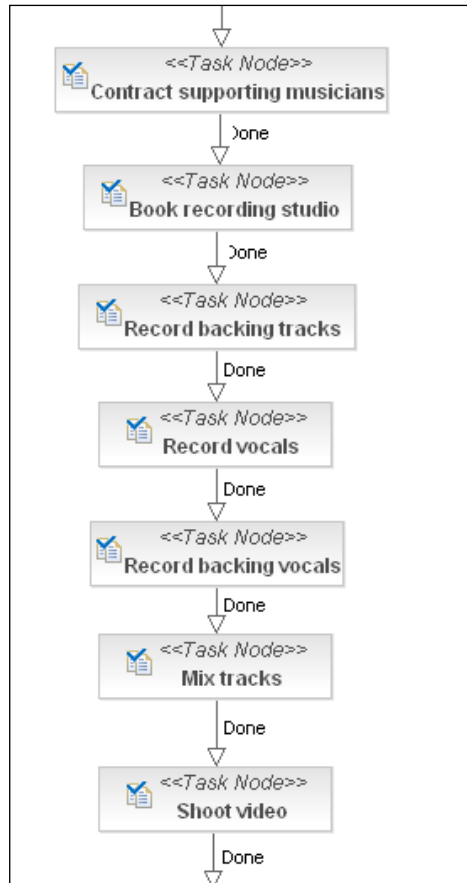 <<Task Node>>
Contract supporting musicians
Done
<<Task Node>>
Book recording studio
Done
<<Task Node>>
Record backing tracks
Done
<<Task Node>>
Record vocals
Done
<<Task Node>>
Record backing vocals
Done
<<Task Node>>
Mix tracks
Done
<<Task Node>>
Shoot video
Done